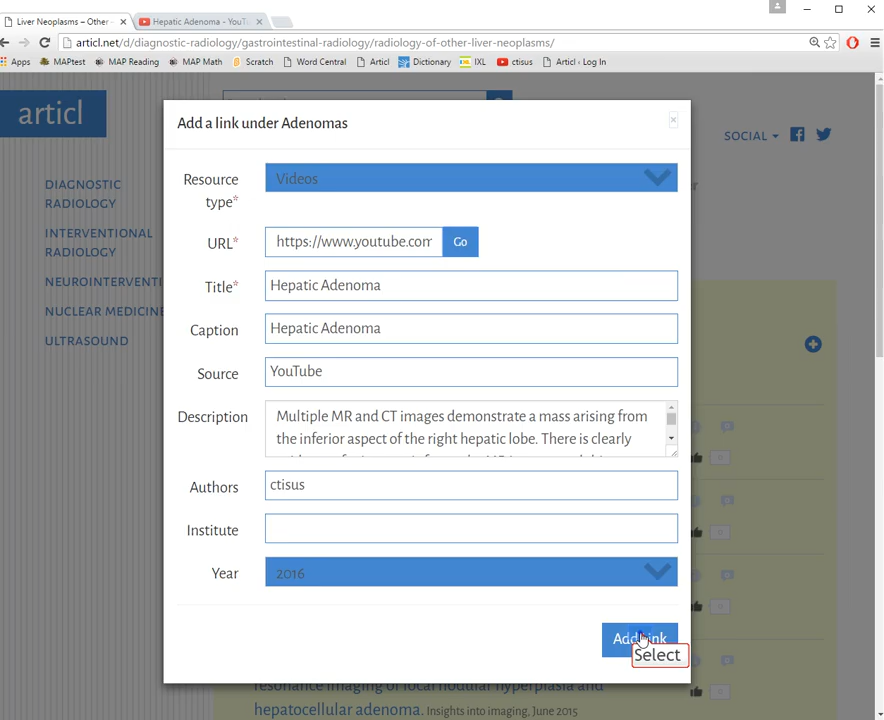 Liver Neoplasms – Other
Hepatic Adenoma - YouTu
articl.net/d/diagnostic-radiology/gastrointestinal-radiology/radiology-of-other-liver-neoplasms/
Apps MAPtest MAP Reading MAP Math Scratch Word Central Articl Dictionary IXL ctisus Articl ‹ Log In
articl
SOCIAL
DIAGNOSTIC
RADIOLOGY
INTERVENTIONAL
RADIOLOGY
NEUROINTERVENTI
NUCLEAR MEDICINE
ULTRASOUND
Add a link under Adenomas
×
Resource
type*
Videos
URL*
https://www.youtube.com
Go
Title*
Hepatic Adenoma
Caption
Hepatic Adenoma
Source
YouTube
Description
Multiple MR and CT images demonstrate a mass arising from
the inferior aspect of the right hepatic lobe. There is clearly
Authors
ctisus
Institute
Year
2016
Add Link
Select
0
0
0
0
resonance imaging of focal nodular hyperplasia and
hepatocellular adenoma. Insights into imaging, June 2015